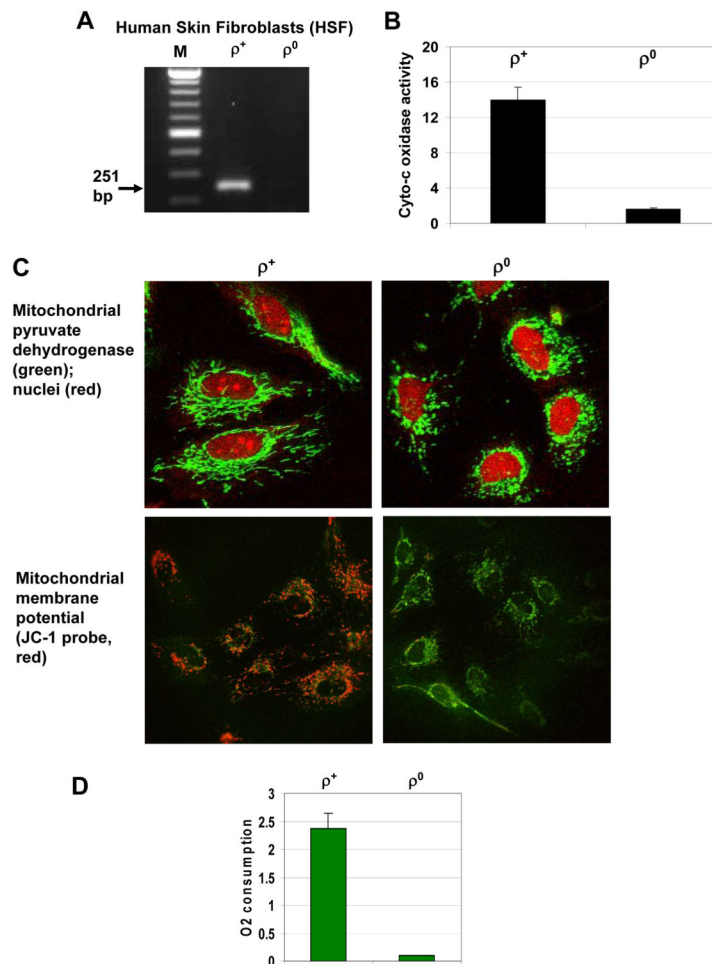 A
Human Skin Fibroblasts (HSF)
M ρ+ ρ0
251
bp
B
ρ+ ρ0
Cyto-c oxidase activity
20
16
12
8
4
0
C
ρ+ ρ0
Mitochondrial
pyruvate
dehydrogenase
(green);
nuclei (red)
Mitochondrial
membrane
potential
(JC-1 probe,
red)
D
ρ+ ρ0
O2 consumption
3
2.5
2
1.5
1
0.5
0